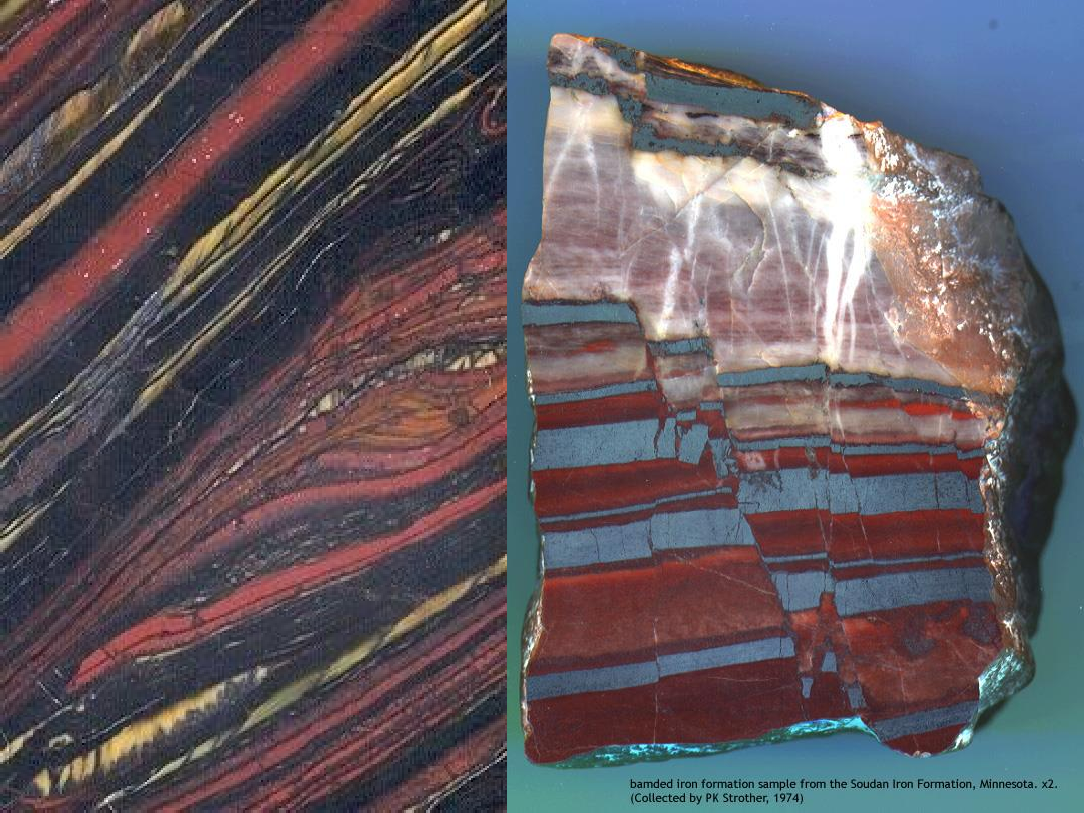 bamded iron formation sample from the Soudan Iron Formation, Minnesota. x2.
(Collected by PK Strother, 1974)